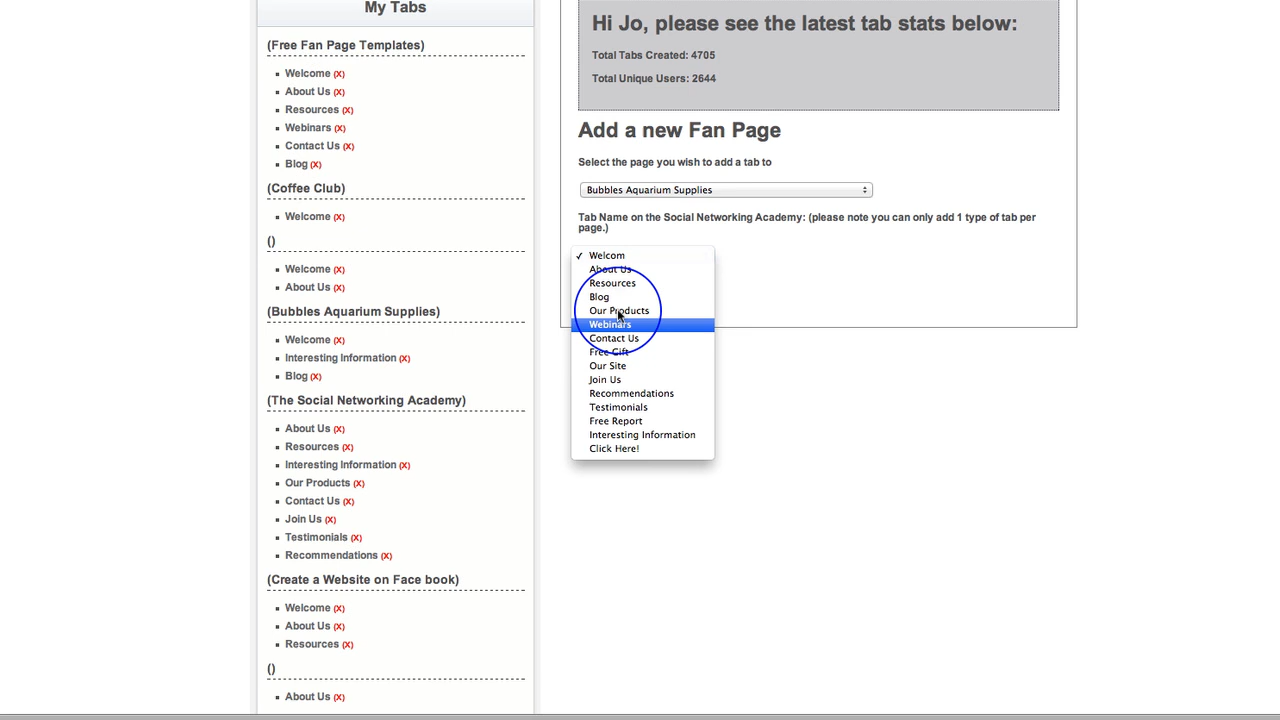 My Tabs
(Free Fan Page Templates)
Welcome (X)
About Us (X)
Resources (X)
Webinars (X)
Contact Us (X)
Blog (X)
(Coffee Club)
Welcome (X)
()
Welcome (X)
About Us (X)
(Bubbles Aquarium Supplies)
Welcome (X)
Interesting Information (X)
Blog (X)
(The Social Networking Academy)
About Us (X)
Resources (X)
Interesting Information (X)
Our Products (X)
Contact Us (X)
Join Us (X)
Testimonials (X)
Recommendations (X)
(Create a Website on Face book)
Welcome (X)
About Us (X)
Resources (X)
()
About Us (X)
Hi Jo, please see the latest tab stats below:
Total Tabs Created: 4705
Total Unique Users: 2644
Add a new Fan Page
Select the page you wish to add a tab to
Bubbles Aquarium Supplies
Tab Name on the Social Networking Academy: (please note you can only add 1 type of tab per
page.)
✓ Welcom
About Us
Resources
Blog
Our Products
Webinars
Contact Us
Free Gift
Our Site
Join Us
Recommendations
Testimonials
Free Report
Interesting Information
Click Here!